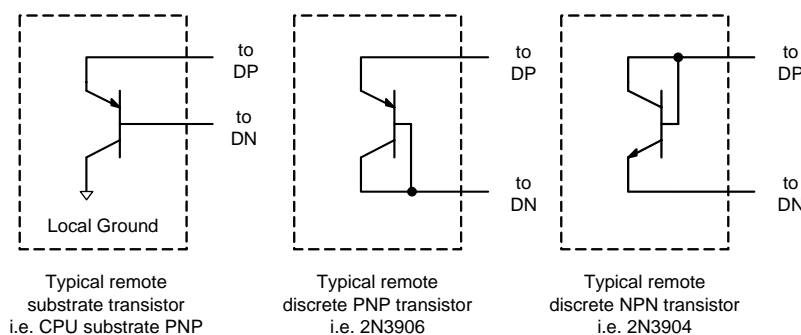 to
DP
to
DN
Local Ground
Typical remote
substrate transistor
i.e. CPU substrate PNP
to
DP
to
DN
Typical remote
discrete PNP transistor
i.e. 2N3906
to
DP
to
DN
Typical remote
discrete NPN transistor
i.e. 2N3904